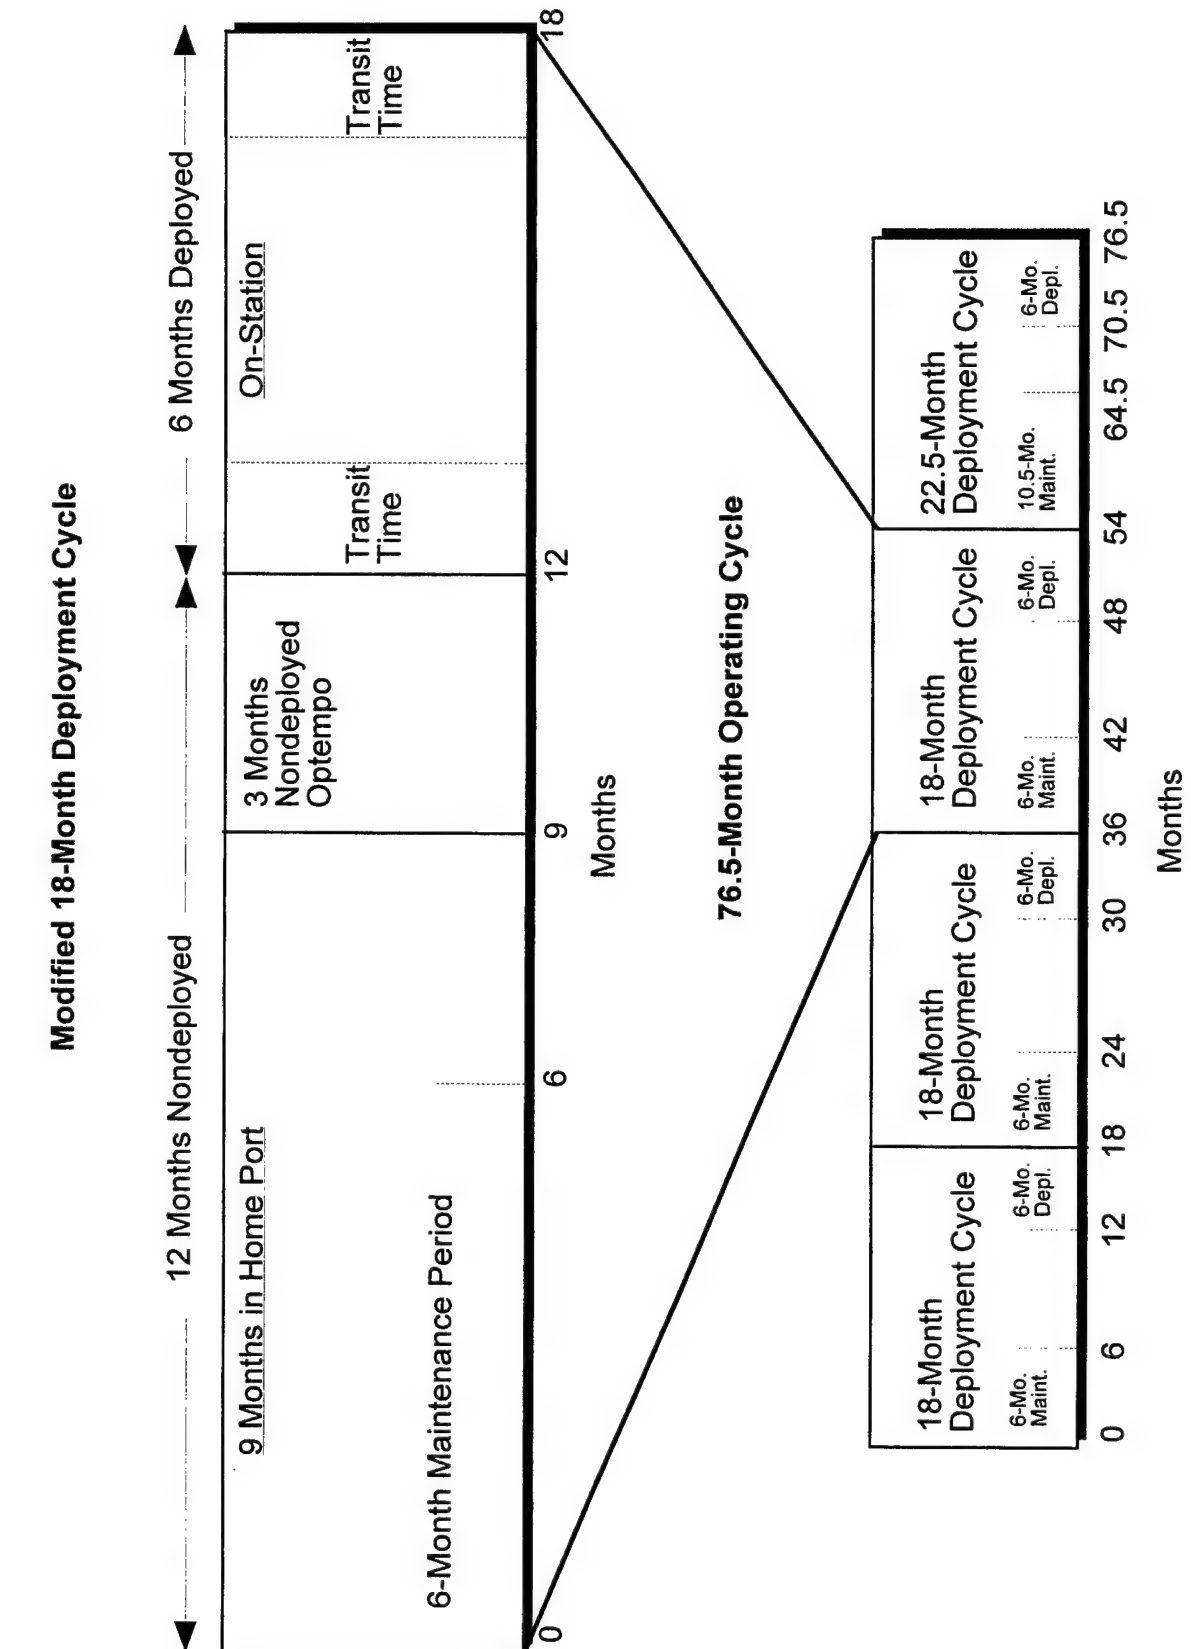 Modified 18-Month Deployment Cycle
12 Months Nondeployed
6 Months Deployed
9 Months in Home Port
6-Month Maintenance Period
3 Months
Nondeployed
Optempo
Transit
Time
On-Station
Transit
Time
0
6
9
12
18
Months
76.5-Month Operating Cycle
18-Month
Deployment Cycle
6-Mo.
Maint.
6-Mo.
Depl.
18-Month
Deployment Cycle
6-Mo.
Maint.
6-Mo.
Depl.
18-Month
Deployment Cycle
6-Mo.
Maint.
6-Mo.
Depl.
22.5-Month
Deployment Cycle
10.5-Mo.
Maint.
6-Mo.
Depl.
0
6
12
18
24
30
36
42
48
54
64.5
70.5
76.5
Months